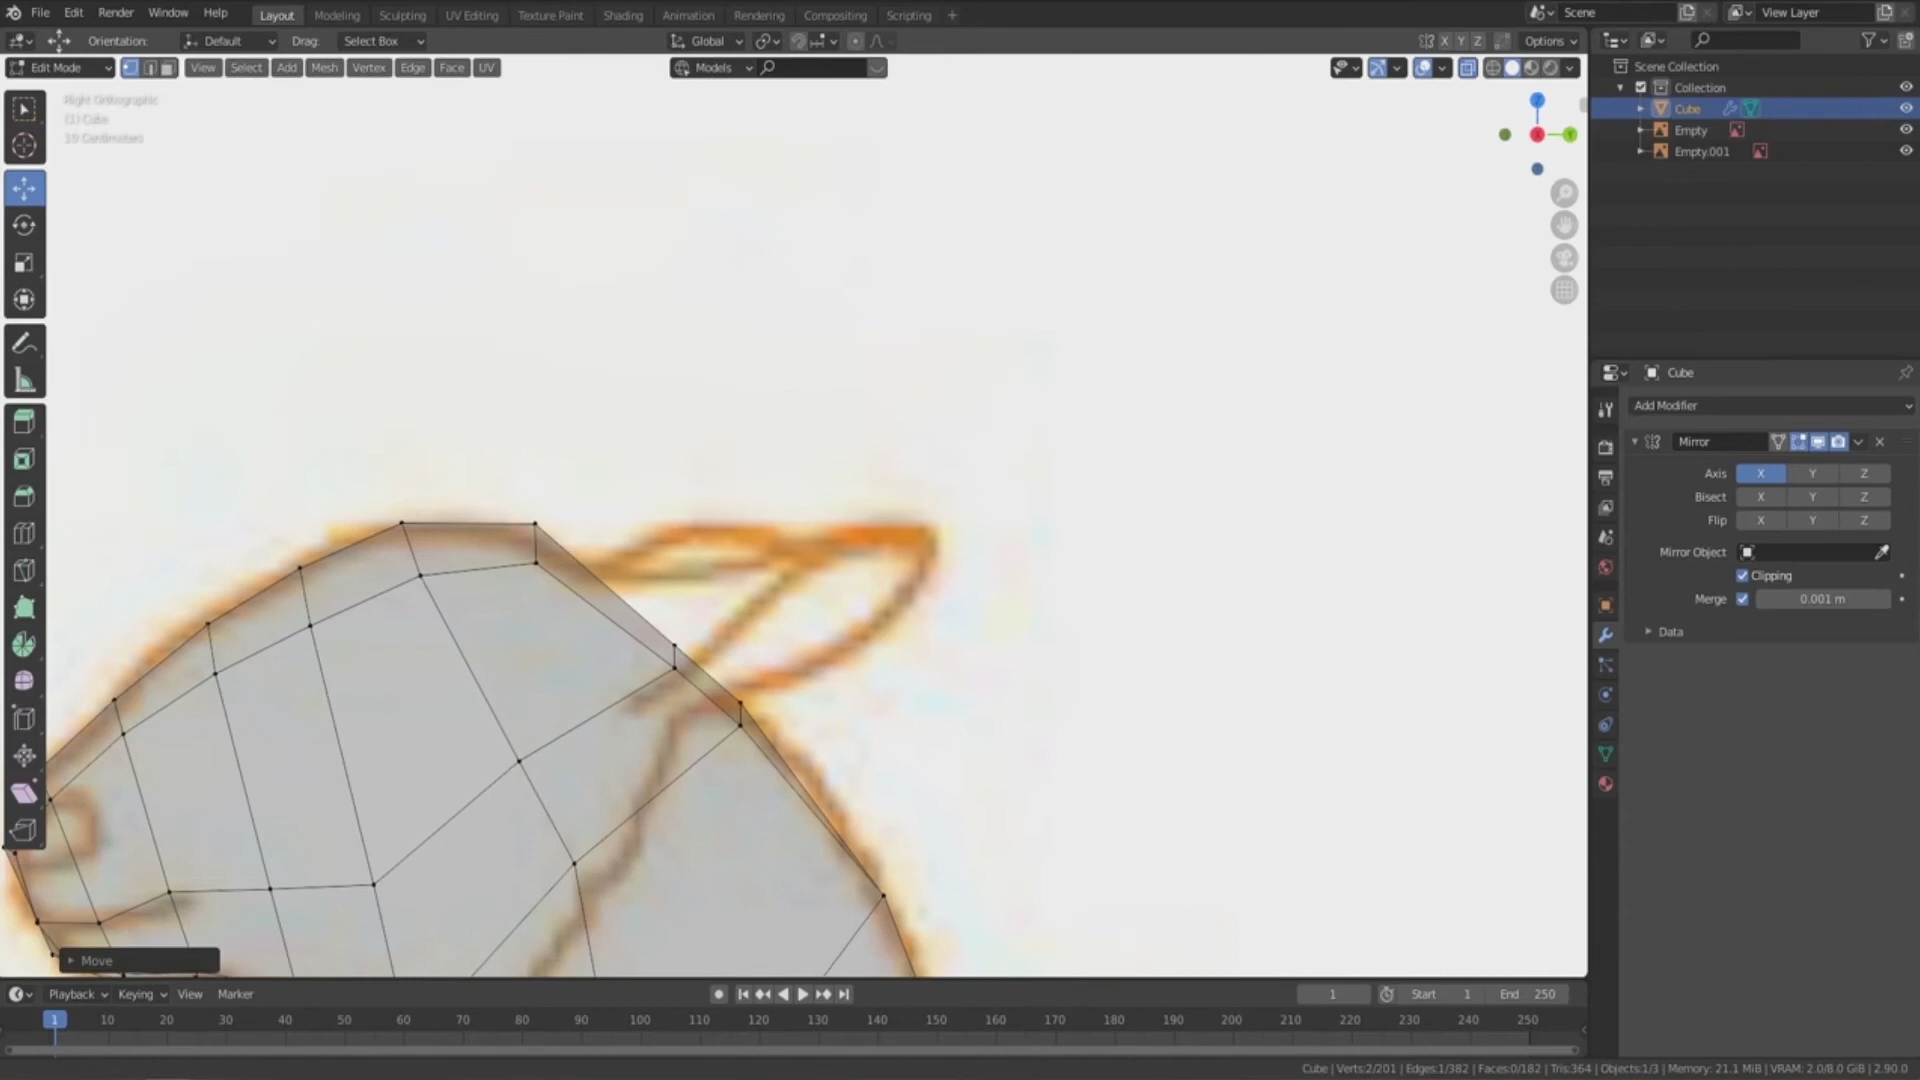 File Edit Render Window Help Layout Modeling Sculpting UV Editing Texture Paint Shading Animation Rendering Compositing Scripting + Scene View Layer
Orientation: Default Drag: Select Box Global X Y Z Options
Edit Mode View Select Add Mesh Vertex Edge Face UV Models
Right Orthographic
(1) Cube
10 Centimeters
Z
X
Y
Scene Collection
Collection
Cube
Empty
Empty.001
Cube
Add Modifier
Mirror
Axis X Y Z
Bisect X Y Z
Flip X Y Z
Mirror Object
Clipping
Merge 0.001 m
Data
Move
Playback Keying View Marker 1 Start 1 End 250
1 10 20 30 40 50 60 70 80 90 100 110 120 130 140 150 160 170 180 190 200 210 220 230 240 250
Cube | Verts:2/201 | Edges:1/382 | Faces:0/182 | Tris:364 | Objects:1/3 | Memory: 21.1 MiB | VRAM: 2.0/8.0 GiB | 2.90.0